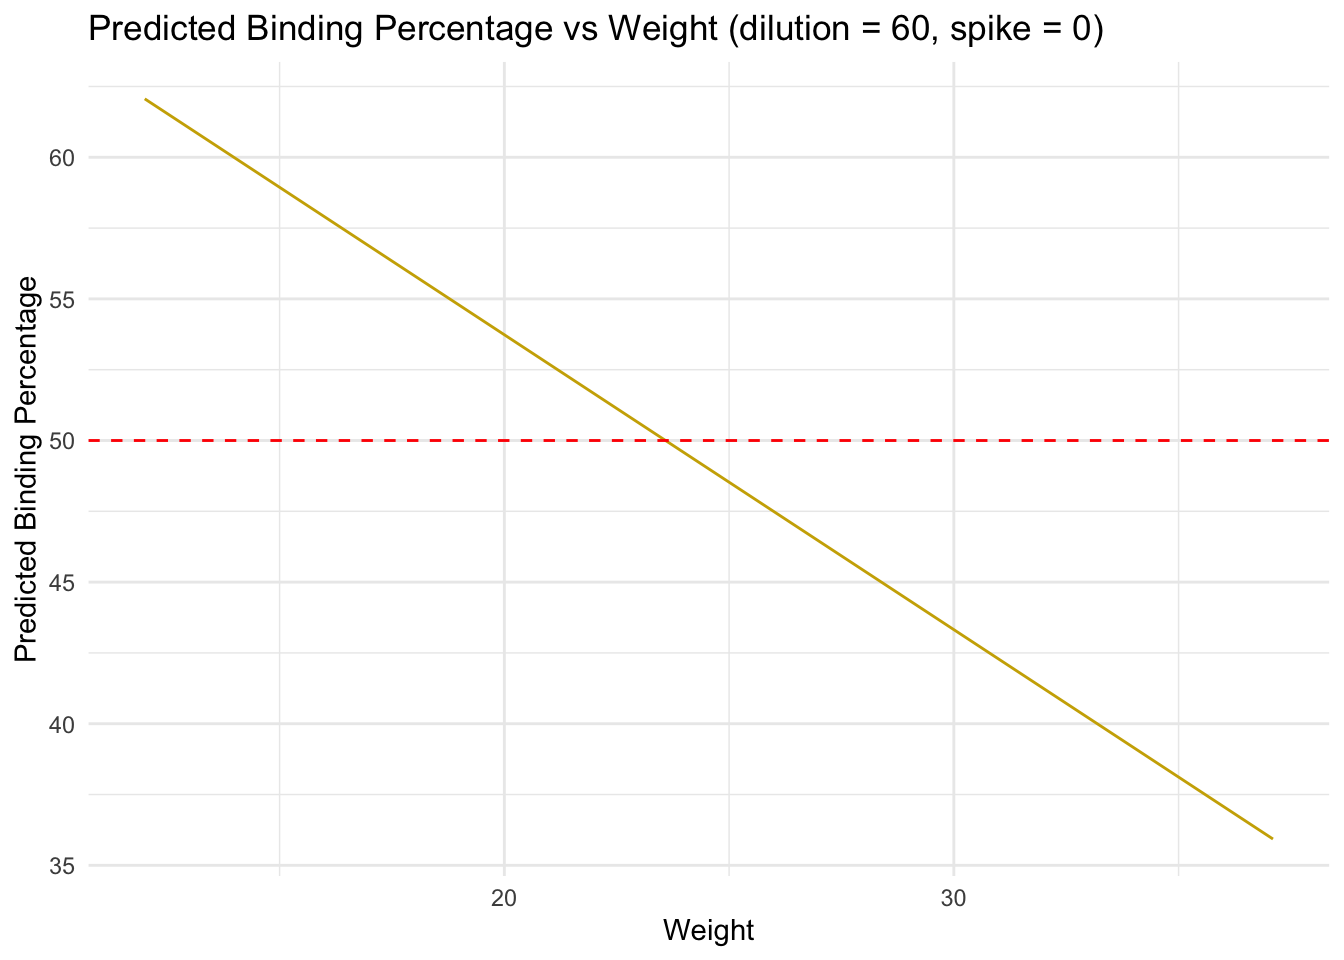 Predicted Binding Percentage vs Weight (dilution = 60, spike = 0)
Predicted Binding Percentage
60
55
50
45
40
35
20 30
Weight